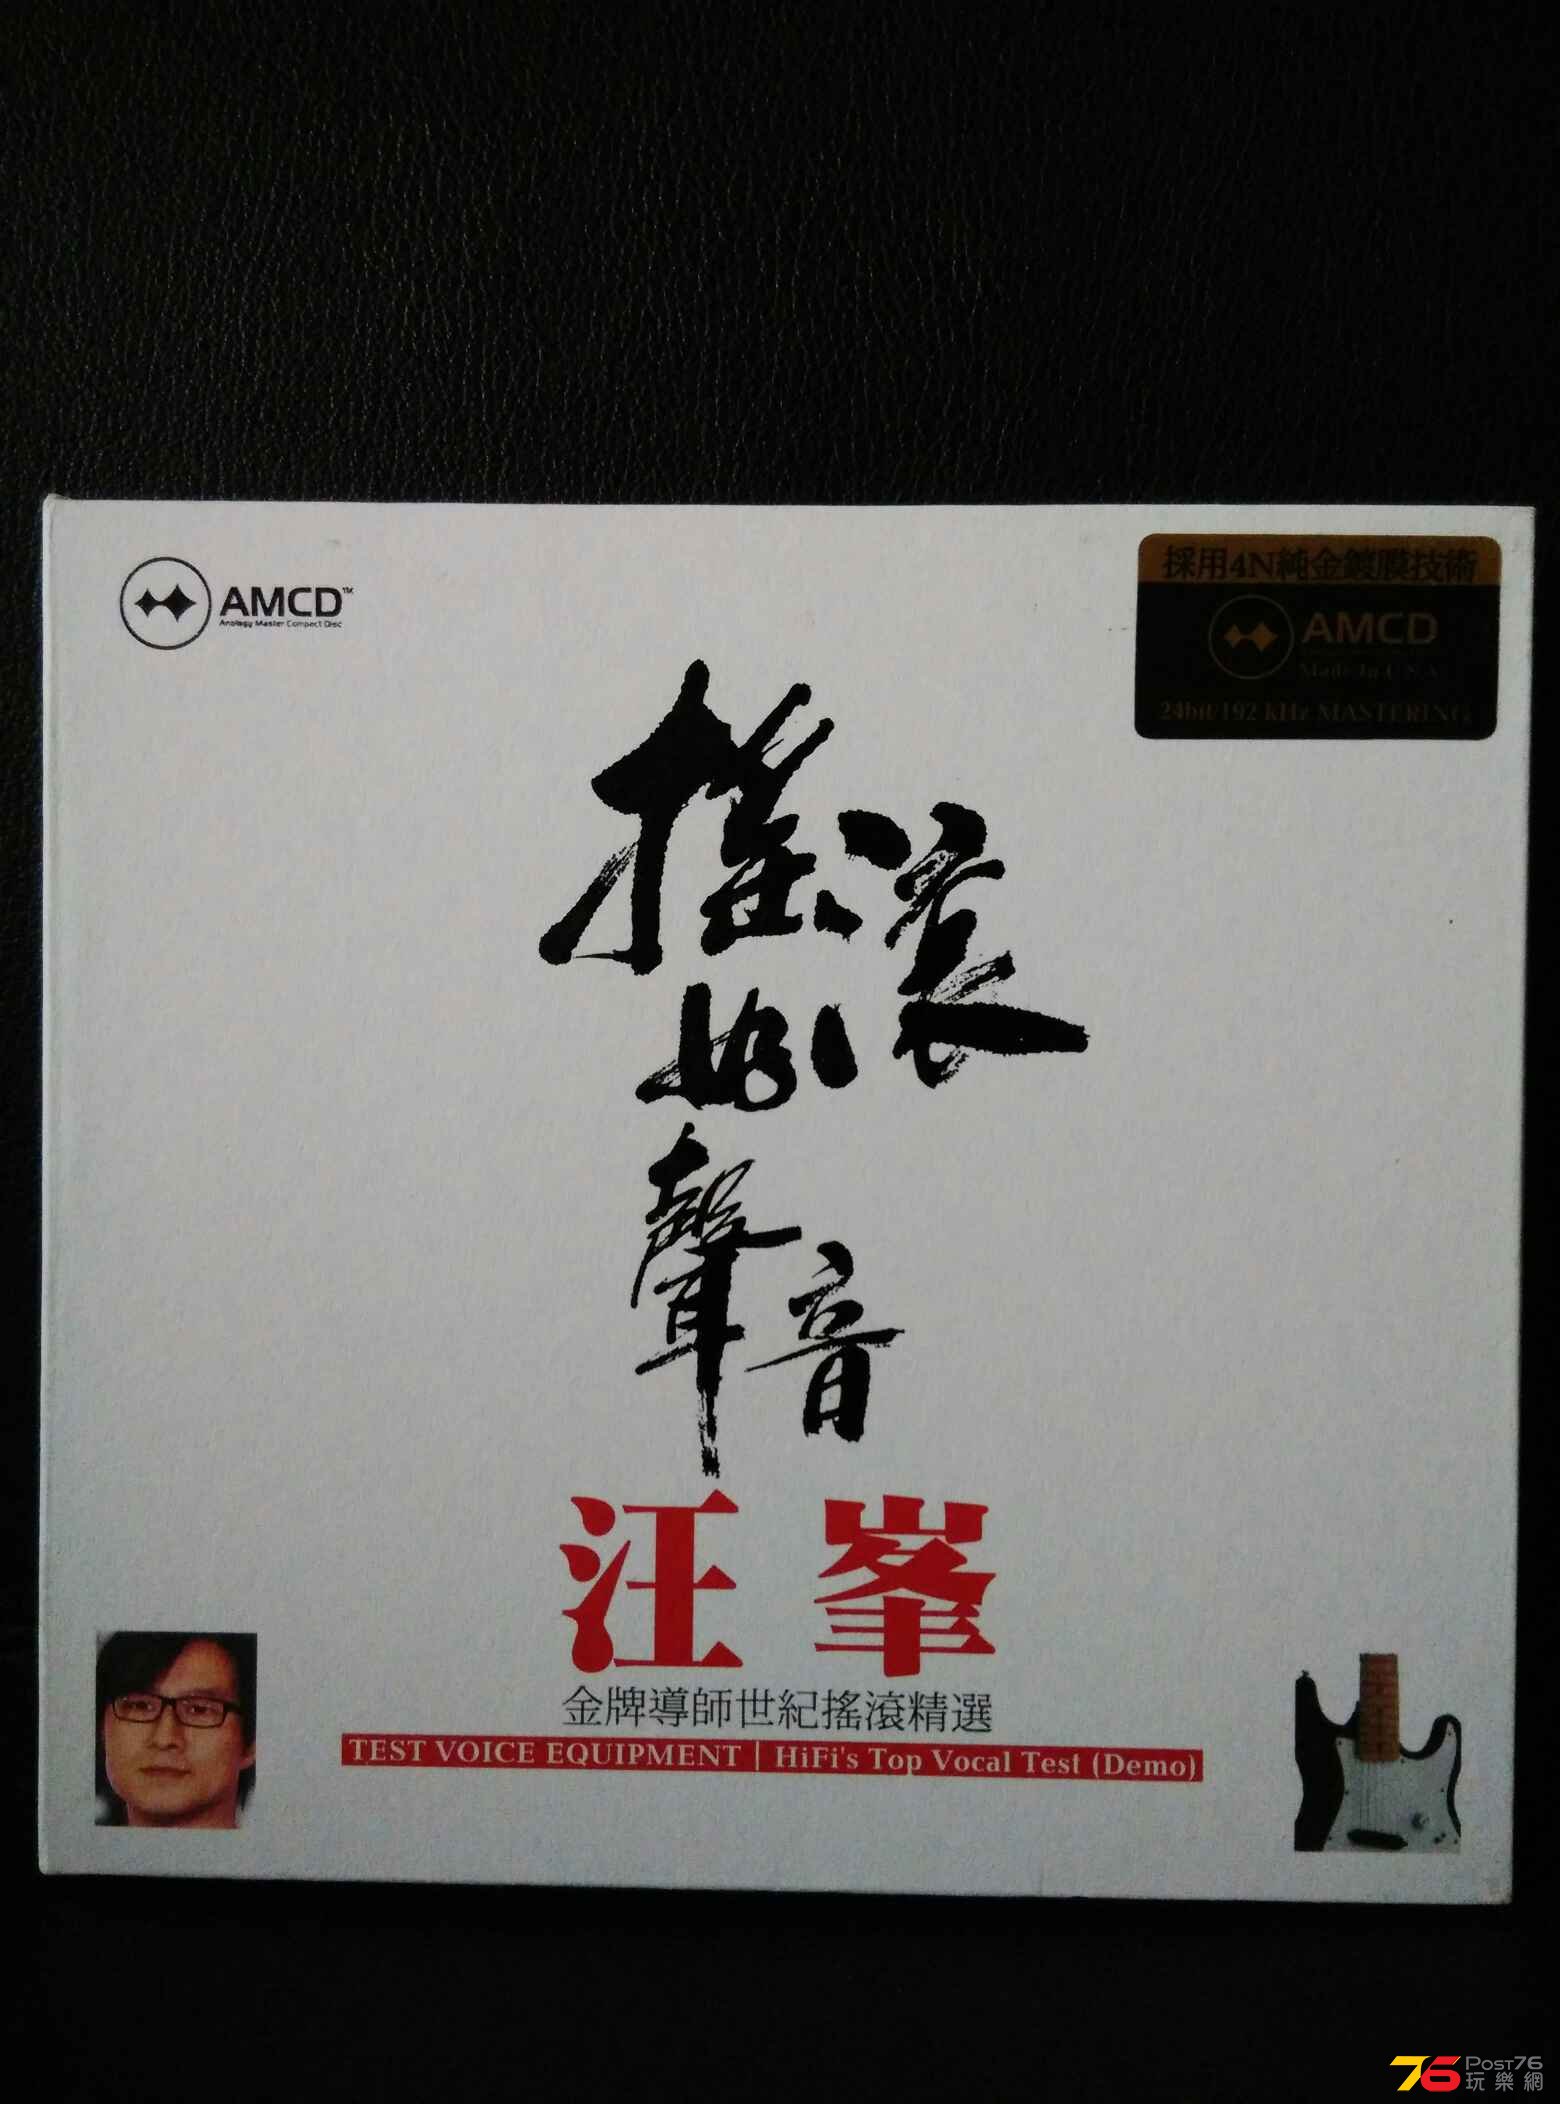 AMCD™
Anology Master Compact Disc
採用4N純金鍍膜技術
AMCD
Made In U.S.A
24bit/192 KHz MASTERING
搖滾
好
聲音
汪峯
金牌導師世紀搖滾精選
TEST VOICE EQUIPMENT | HiFi's Top Vocal Test (Demo)
76 Post76
玩樂網